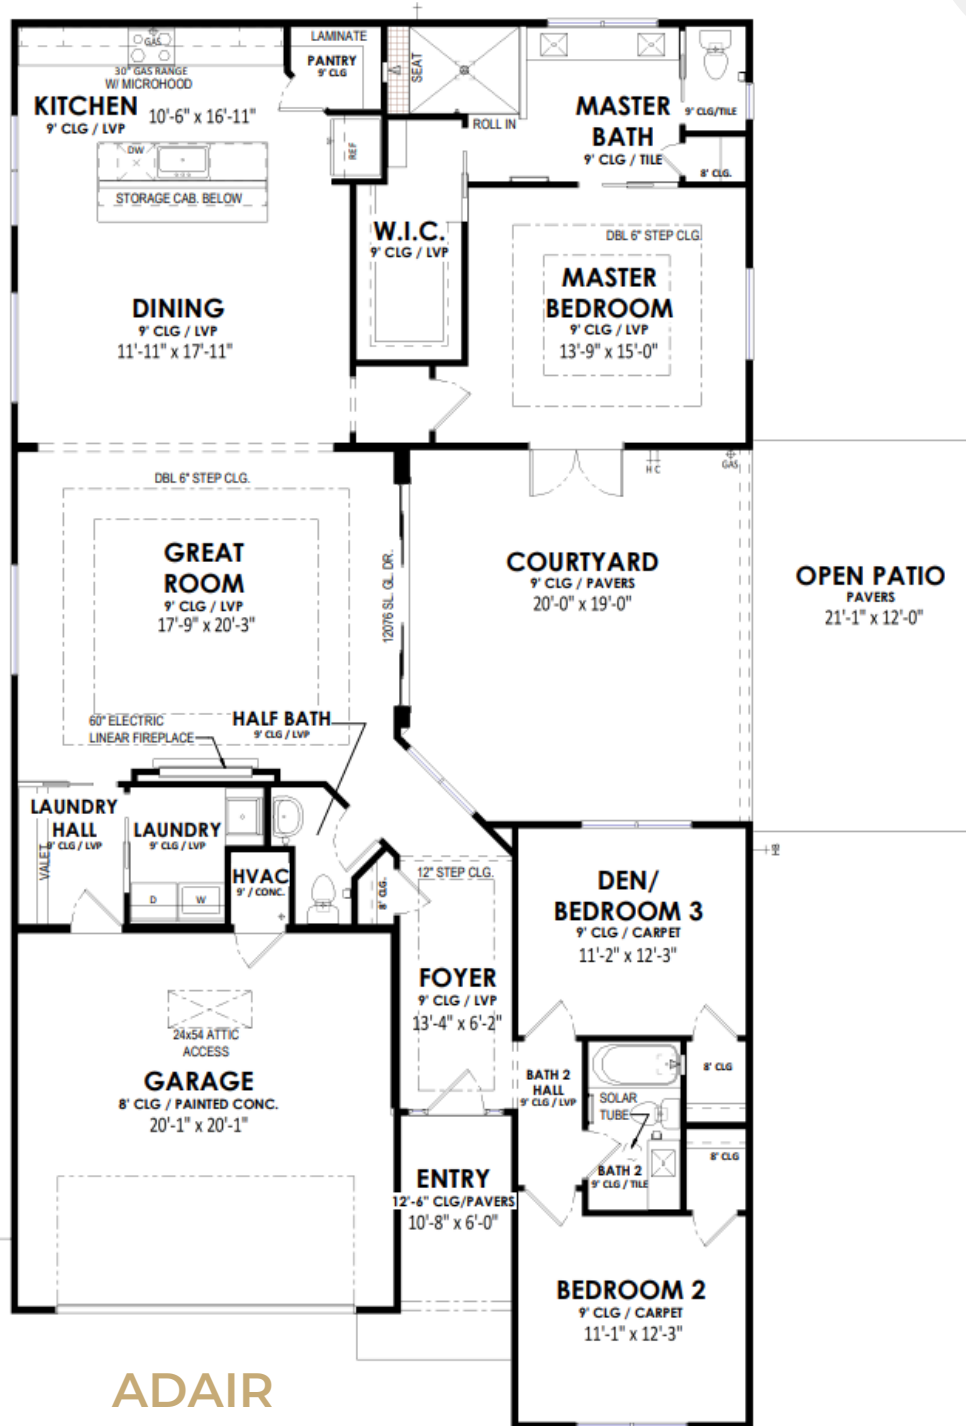 GAS
30" GAS RANGE
W/ MICROHOOD
KITCHEN
9' CLG / LVP
10'-6" x 16'-11"
LAMINATE
PANTRY
9' CLG
SEAT
ROLL IN
MASTER
BATH
9' CLG / TILE
9' CLG/TILE
8' CLG.
DW
REF
STORAGE CAB. BELOW
W.I.C.
9' CLG / LVP
DBL 6" STEP CLG.
MASTER
BEDROOM
9' CLG / LVP
13'-9" x 15'-0"
DINING
9' CLG / LVP
11'-11" x 17'-11"
DBL 6" STEP CLG.
GREAT
ROOM
9' CLG / LVP
17'-9" x 20'-3"
12076 SL. GL. DR.
H C
GAS
COURTYARD
9' CLG / PAVERS
20'-0" x 19'-0"
OPEN PATIO
PAVERS
21'-1" x 12'-0"
60" ELECTRIC
LINEAR FIREPLACE
HALF BATH
9' CLG / LVP
LAUNDRY
HALL
9' CLG / LVP
VALET
LAUNDRY
9' CLG / LVP
D
W
HVAC
9' / CONC.
8' CLG.
12" STEP CLG.
HB
DEN/
BEDROOM 3
9' CLG / CARPET
11'-2" x 12'-3"
FOYER
9' CLG / LVP
13'-4" x 6'-2"
24x54 ATTIC
ACCESS
GARAGE
8' CLG / PAINTED CONC.
20'-1" x 20'-1"
BATH 2
HALL
9' CLG / LVP
SOLAR
TUBE
8' CLG
BATH 2
9' CLG / TILE
8' CLG
ENTRY
12'-6" CLG/PAVERS
10'-8" x 6'-0"
BEDROOM 2
9' CLG / CARPET
11'-1" x 12'-3"
ADAIR